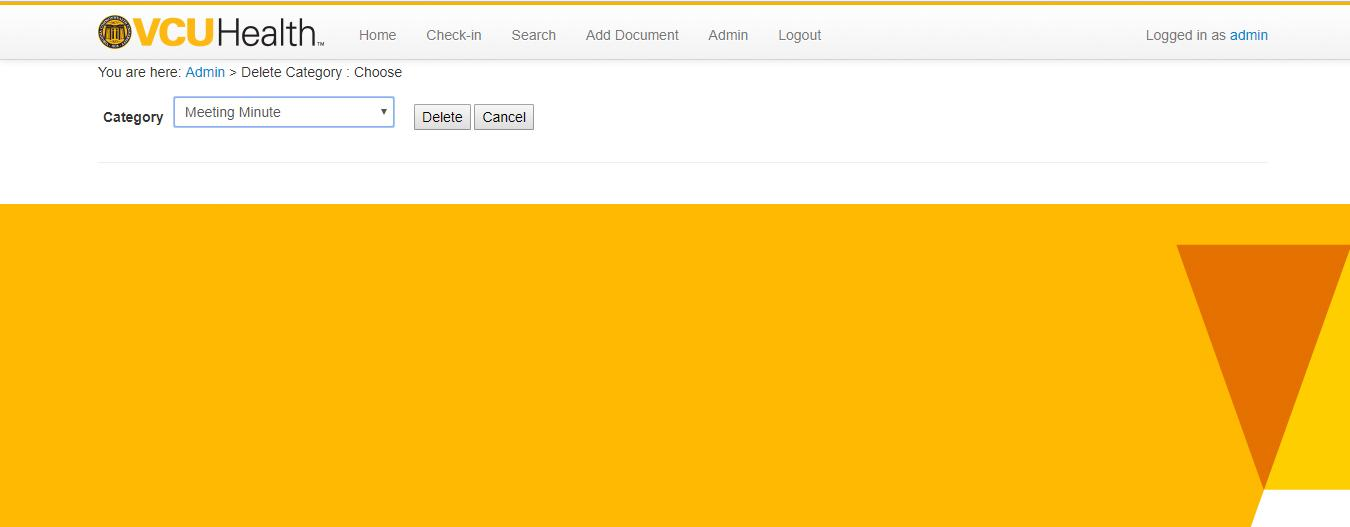 VCUHealth™ Home Check-in Search Add Document Admin Logout Logged in as admin
You are here: Admin > Delete Category : Choose
Category Meeting Minute Delete Cancel